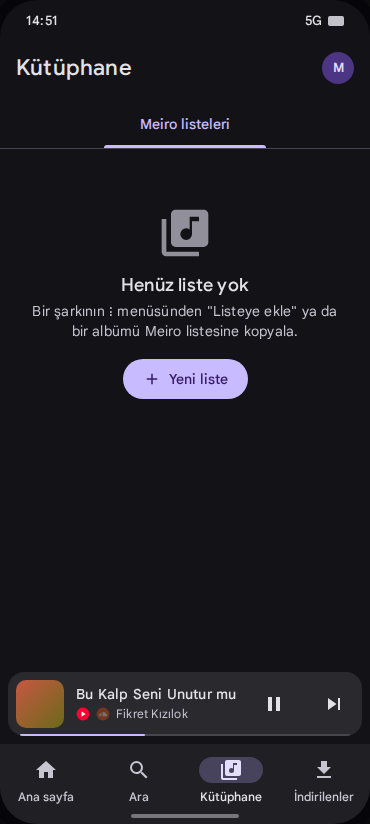 14:51
5G
Kütüphane
M
Meiro listeleri
Henüz liste yok
Bir şarkının ⋮ menüsünden "Listeye ekle" ya da
bir albümü Meiro listesine kopyala.
+ Yeni liste
Bu Kalp Seni Unutur mu
Fikret Kızılok
Ana sayfa
Ara
Kütüphane
İndirilenler